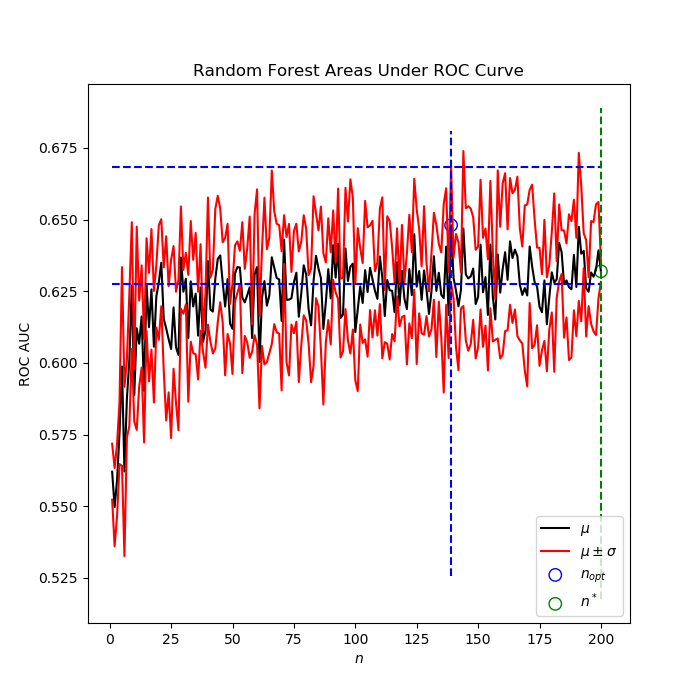 Random Forest Areas Under ROC Curve
ROC AUC
0.675
0.650
0.625
0.600
0.575
0.550
0.525
0 25 50 75 100 125 150 175 200
n
μ
μ ± σ
n_opt
n*